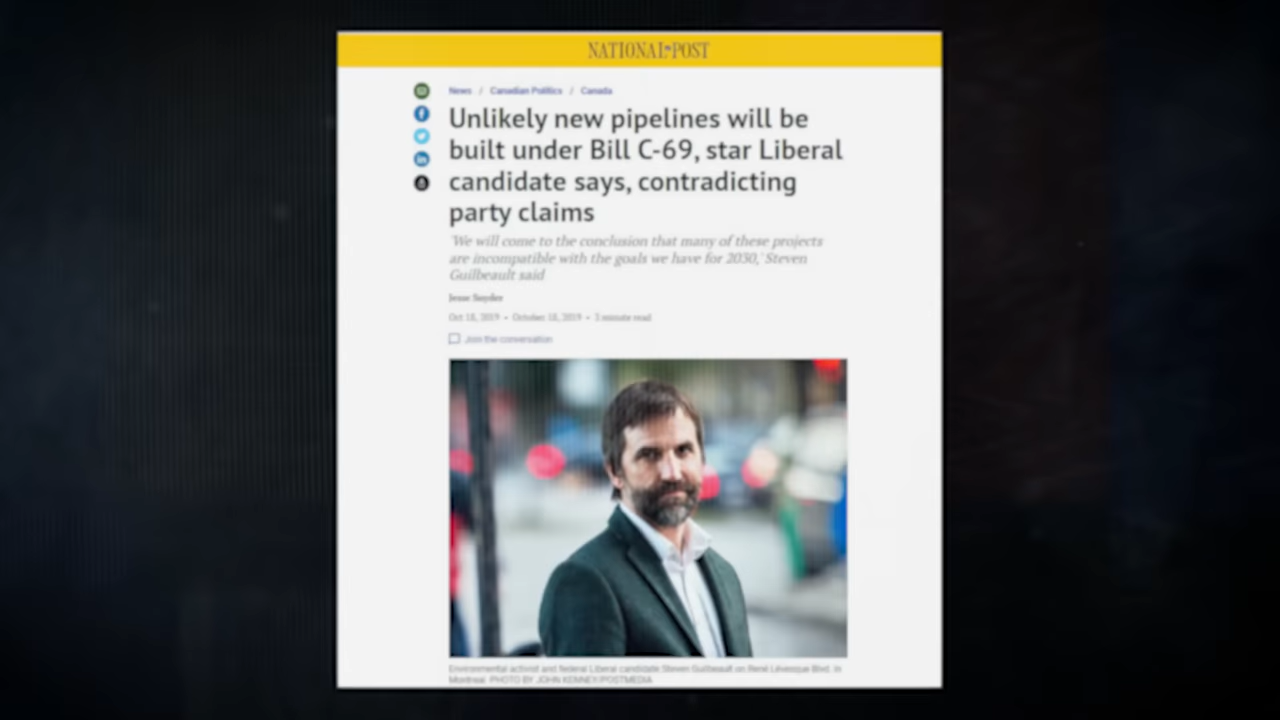 NATIONAL POST
News / Canadian Politics / Canada
Unlikely new pipelines will be
built under Bill C-69, star Liberal
candidate says, contradicting
party claims
'We will come to the conclusion that many of these projects
are incompatible with the goals we have for 2030,' Steven
Guilbeault said
Jesse Snyder
Oct 18, 2019 • October 18, 2019 • 3 minute read
Join the conversation
Environmental activist and federal Liberal candidate Steven Guilbeault on René Lévesque Blvd. in
Montreal PHOTO BY JOHN KENNEY/POSTMEDIA